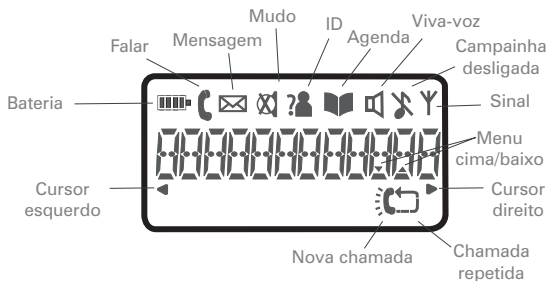 Mudo
ID
Viva-voz
Falar
Mensagem
Agenda
Campainha
desligada
Bateria
?
Sinal
Menu
cima/baixo
Cursor
esquerdo
Cursor
direito
Nova chamada
Chamada
repetida